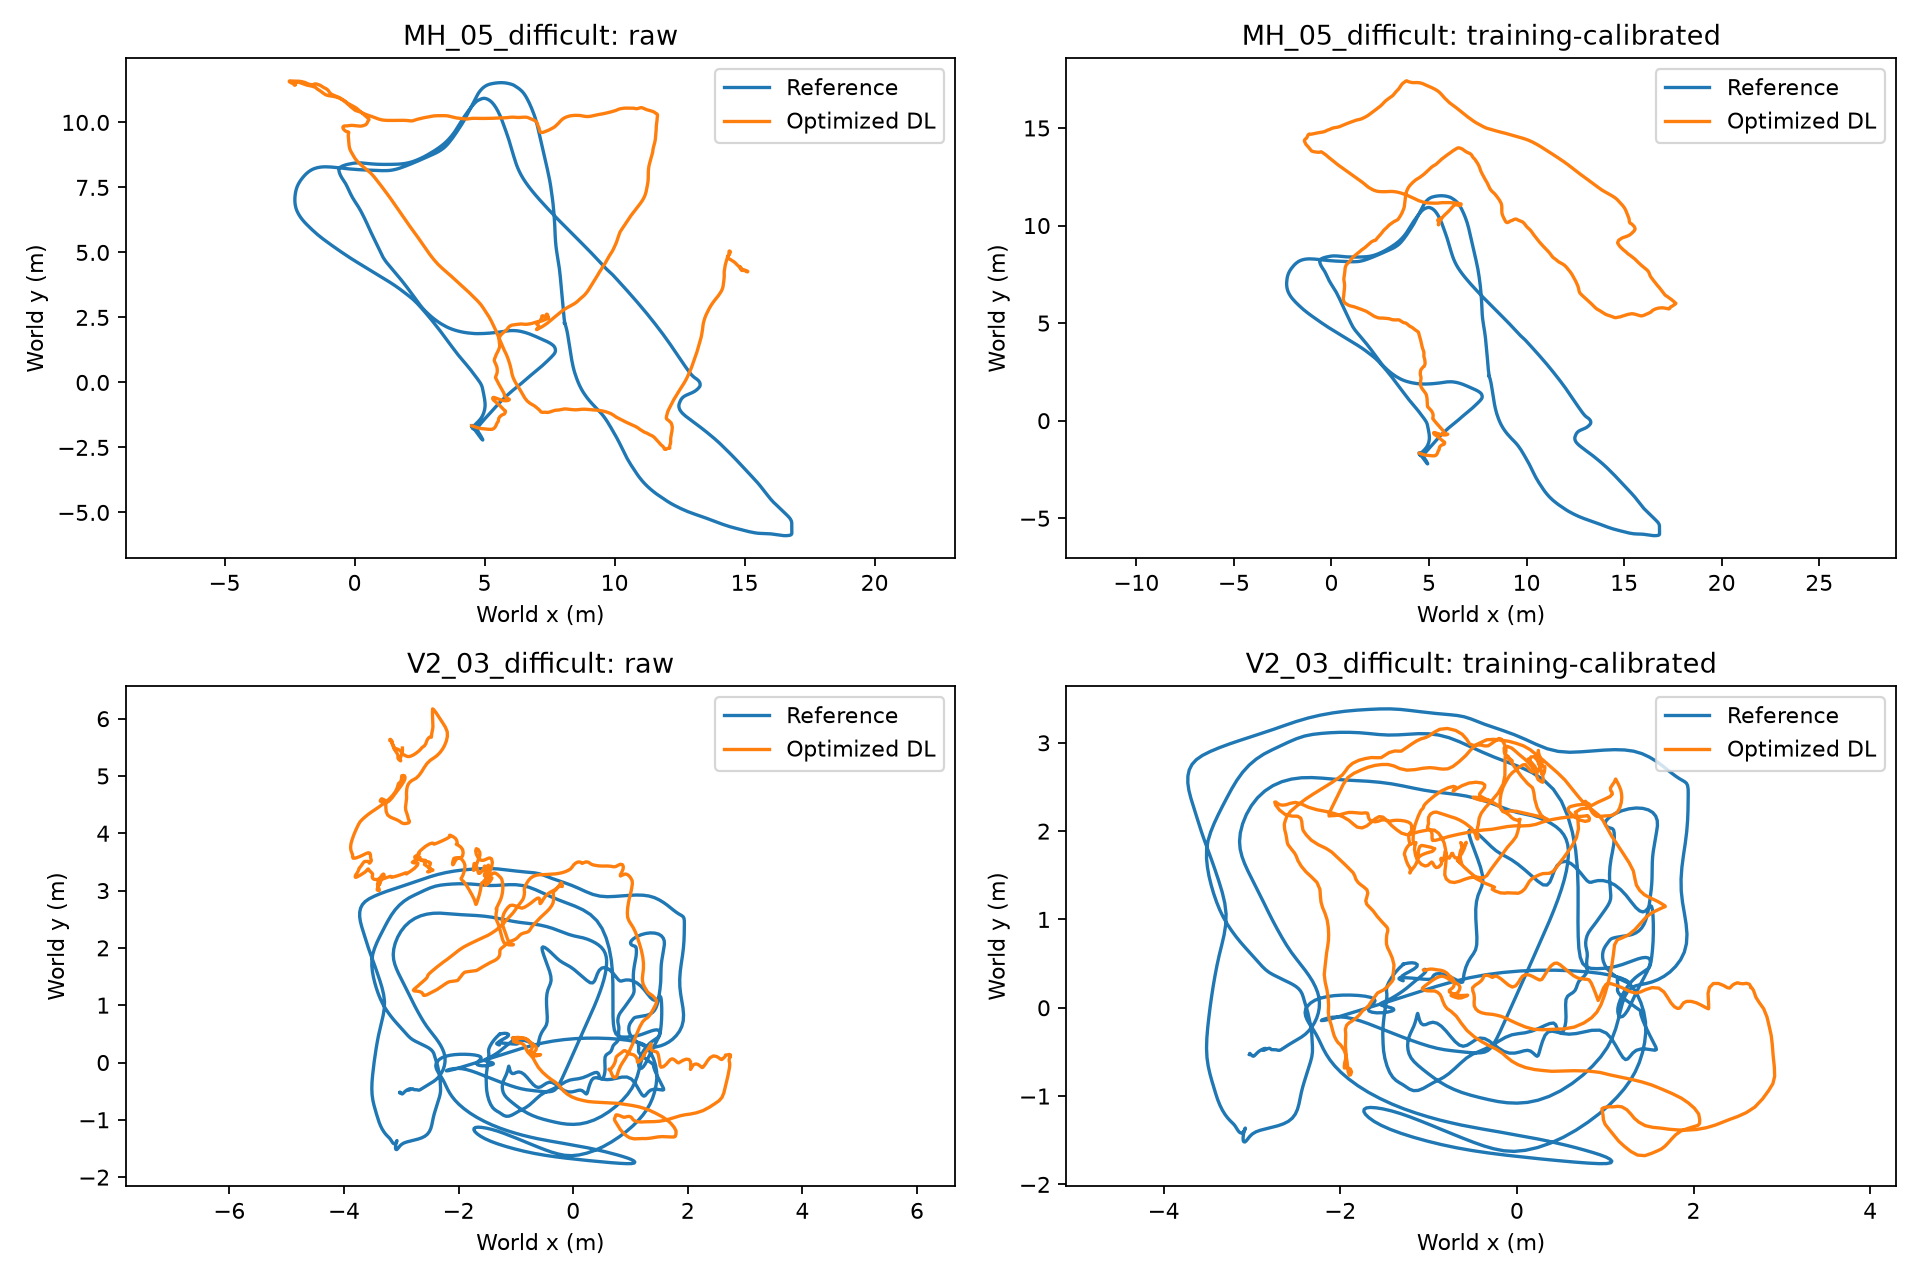 MH_05_difficult: raw
Reference
Optimized DL
10.0
7.5
5.0
2.5
0.0
−2.5
−5.0
World y (m)
−5
0
5
10
15
20
World x (m)
MH_05_difficult: training-calibrated
Reference
Optimized DL
15
10
5
0
−5
World y (m)
−10
−5
0
5
10
15
20
25
World x (m)
V2_03_difficult: raw
Reference
Optimized DL
6
5
4
3
2
1
0
−1
−2
World y (m)
−6
−4
−2
0
2
4
6
World x (m)
V2_03_difficult: training-calibrated
Reference
Optimized DL
3
2
1
0
−1
−2
World y (m)
−4
−2
0
2
4
World x (m)